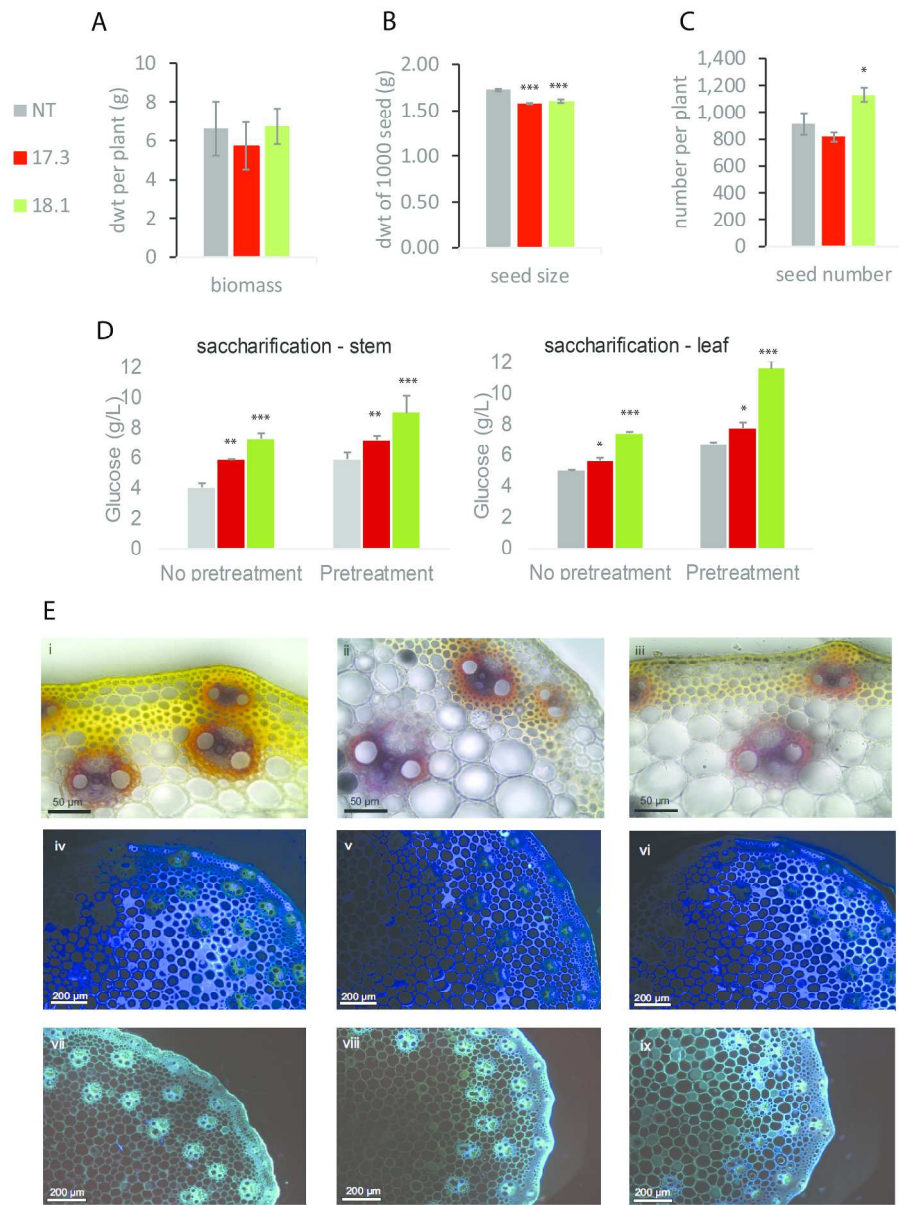 A
B
C
NT
17.3
18.1
dwt per plant (g)
10
8
6
4
2
0
biomass
dwt of 1000 seed (g)
2.00
1.50
1.00
0.50
0.00
*** ***
seed size
number per plant
1,400
1,200
1,000
800
600
400
200
0
*
seed number
D
saccharification - stem
Glucose (g/L)
12
10
8
6
4
2
0
**
***
**
***
No pretreatment
Pretreatment
saccharification - leaf
Glucose (g/L)
12
10
8
6
4
2
0
*
***
*
***
No pretreatment
Pretreatment
E
i
50 µm
ii
50 µm
iii
50 µm
iv
200 µm
v
200 µm
vi
200 µm
vii
200 µm
viii
200 µm
ix
200 µm